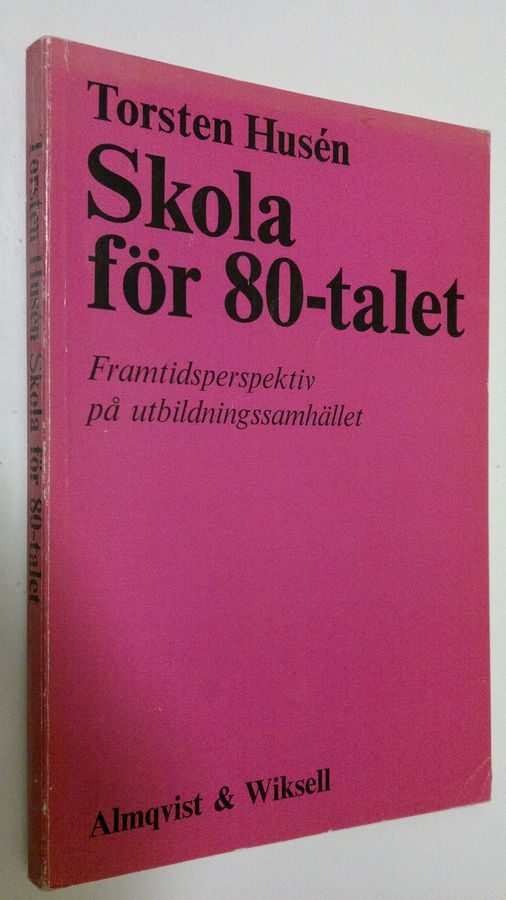 Torsten Husén
Skola
för 80-talet
Framtidsperspektiv
på utbildningssamhället
Almqvist & Wiksell
Torsten Husén Skola för 80-talet